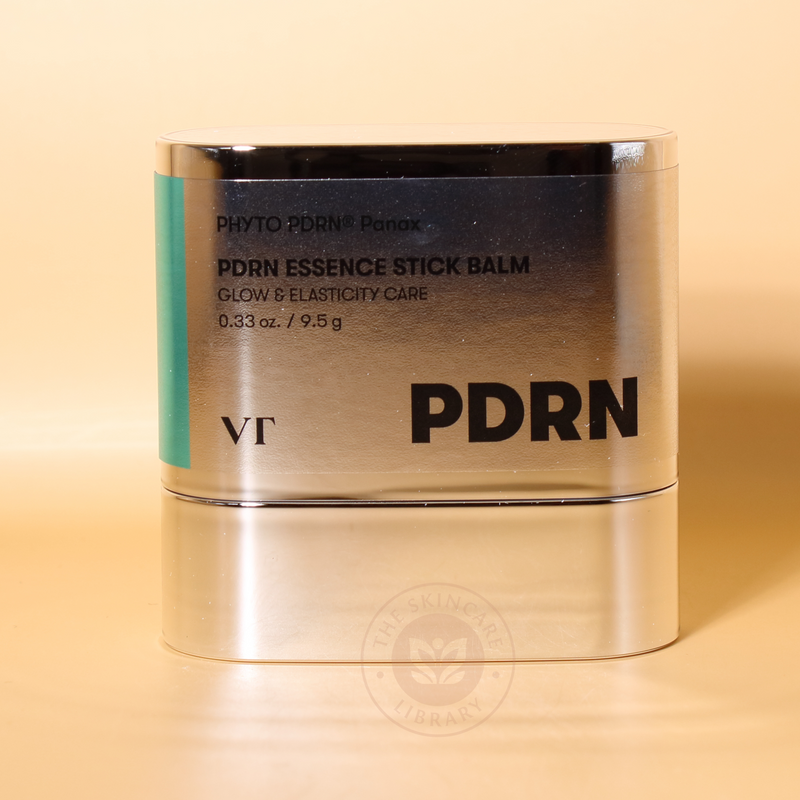 PHYTO PDRN® Panax
PDRN ESSENCE STICK BALM
GLOW & ELASTICITY CARE
0.33 oz. / 9.5 g
VT
PDRN
THE SKINCARE
LIBRARY